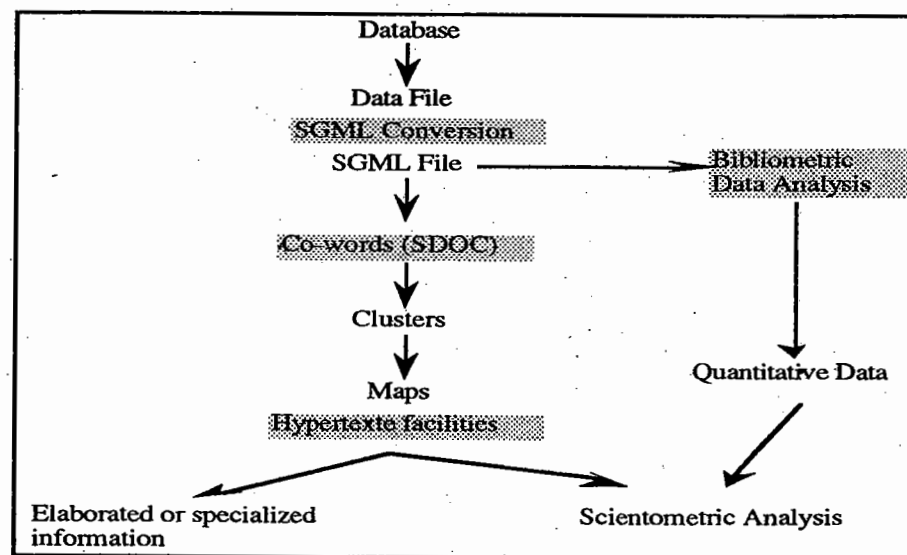 Database
Data File
SGML Conversion
SGML File
Bibliometric
Data Analysis
Co-words (SDOC)
Clusters
Quantitative Data
Maps
Hypertexte facilities
Elaborated or specialized
information
Scientometric Analysis